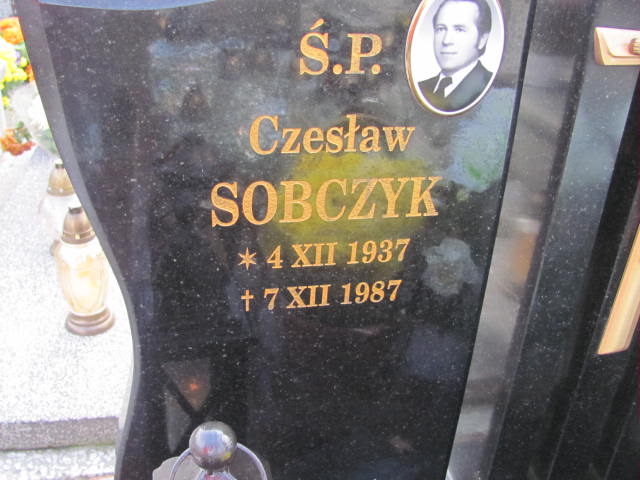 Ś.P.
Czesław
SOBCZYK
✶ 4 XII 1937
† 7 XII 1987